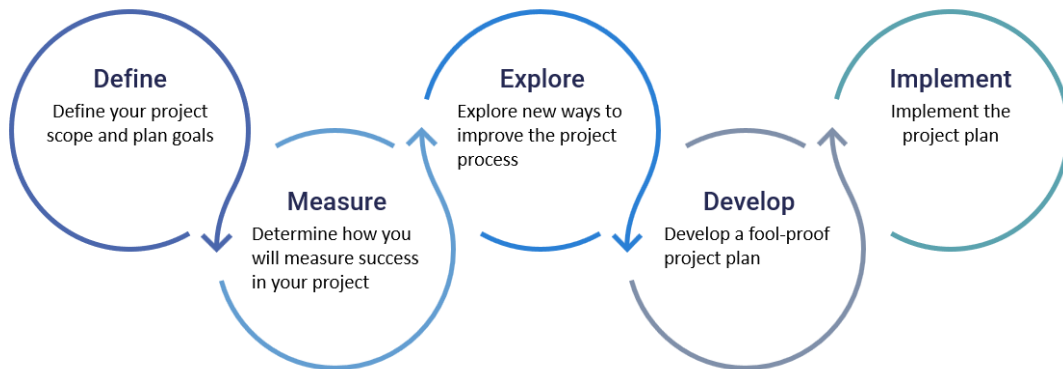 Define
Define your project
scope and plan goals
Measure
Determine how you
will measure success
in your project
Explore
Explore new ways to
improve the project
process
Develop
Develop a fool-proof
project plan
Implement
Implement the
project plan